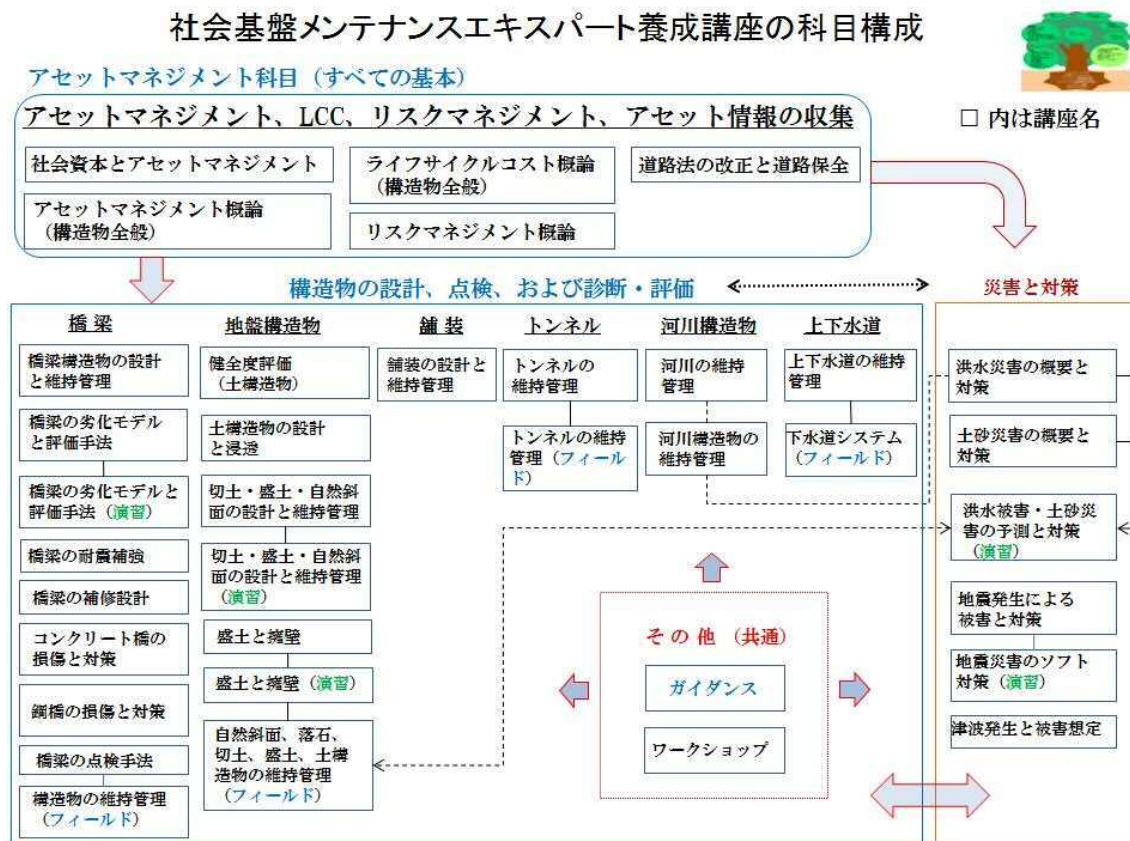 社会基盤メンテナンスエキスパート養成講座の科目構成
アセットマネジメント科目（すべての基本）
アセットマネジメント、LCC、リスクマネジメント、アセット情報の収集
□ 内は講座名
社会資本とアセットマネジメント
アセットマネジメント概論
（構造物全般）
ライフサイクルコスト概論
（構造物全般）
リスクマネジメント概論
道路法の改正と道路保全
構造物の設計、点検、および診断・評価
災害と対策
橋 梁
橋梁構造物の設計
と維持管理
橋梁の劣化モデル
と評価手法
橋梁の劣化モデルと
評価手法（演習）
橋梁の耐震補強
橋梁の補修設計
コンクリート橋の
損傷と対策
鋼橋の損傷と対策
橋梁の点検手法
構造物の維持管理
（フィールド）
地盤構造物
健全度評価
（土構造物）
土構造物の設計
と浸透
切土・盛土・自然斜
面の設計と維持管理
切土・盛土・自然斜
面の設計と維持管理
（演習）
盛土と擁壁
盛土と擁壁（演習）
自然斜面、落石、
切土、盛土、土構
造物の維持管理
（フィールド）
舗 装
舗装の設計と
維持管理
トンネル
トンネルの
維持管理
トンネルの維持
管理（フィール
ド）
河川構造物
河川の維持
管理
河川構造物の
維持管理
上下水道
上下水道の維持
管理
下水道システム
（フィールド）
その他 （共通）
ガイダンス
ワークショップ
洪水災害の概要と
対策
土砂災害の概要と
対策
洪水被害・土砂災
害の予測と対策
（演習）
地震発生による
被害と対策
地震災害のソフト
対策（演習）
津波発生と被害想定